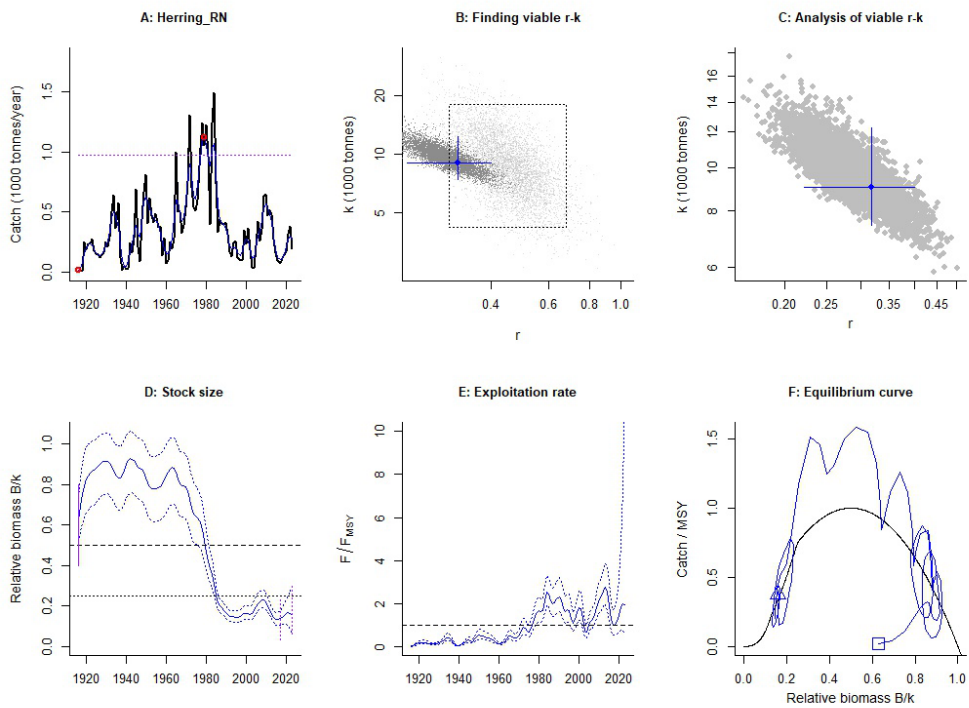 A: Herring_RN
Catch (1000 tonnes/year)
0.0 0.5 1.0 1.5
1920 1940 1960 1980 2000 2020
B: Finding viable r-k
k (1000 tonnes)
5 10 20
0.4 0.6 0.8 1.0
r
C: Analysis of viable r-k
k (1000 tonnes)
6 8 10 12 14 16
0.20 0.25 0.30 0.35 0.45
r
D: Stock size
Relative biomass B/k
0.0 0.2 0.4 0.6 0.8 1.0
1920 1940 1960 1980 2000 2020
E: Exploitation rate
F / FMSY
0 2 4 6 8 10
1920 1940 1960 1980 2000 2020
F: Equilibrium curve
Catch / MSY
0.0 0.5 1.0 1.5
0.0 0.2 0.4 0.6 0.8 1.0
Relative biomass B/k